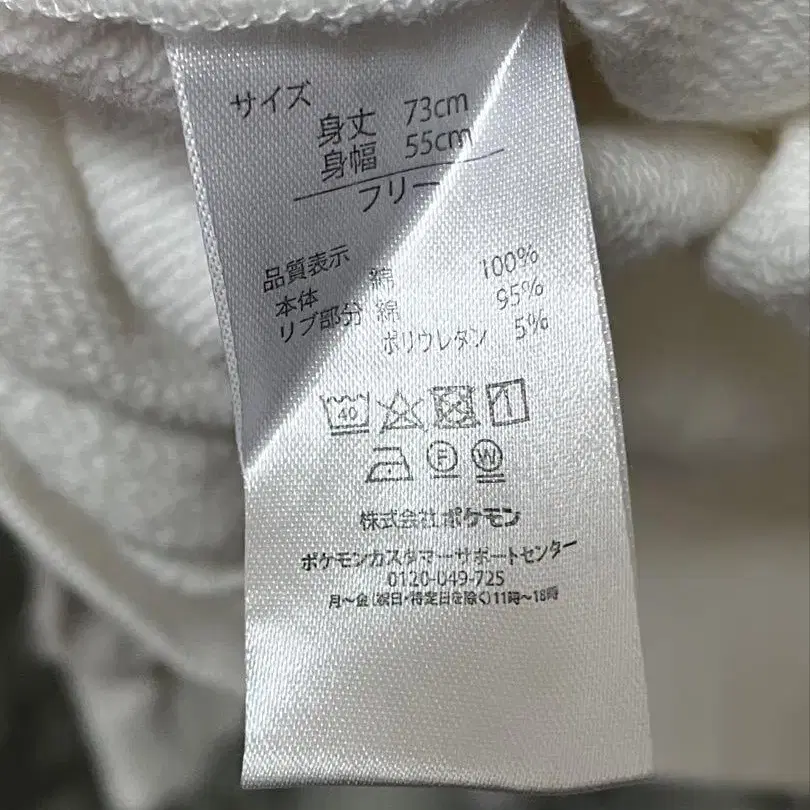 サイズ
身丈 73cm
身幅 55cm
フリー
品質表示
本体 綿 100%
リブ部分 綿 95%
ポリウレタン 5%
40
F W
株式会社ポケモン
ポケモンカスタマーサポートセンター
0120-049-725
月～金(祝日・特定日を除く)11時～18時